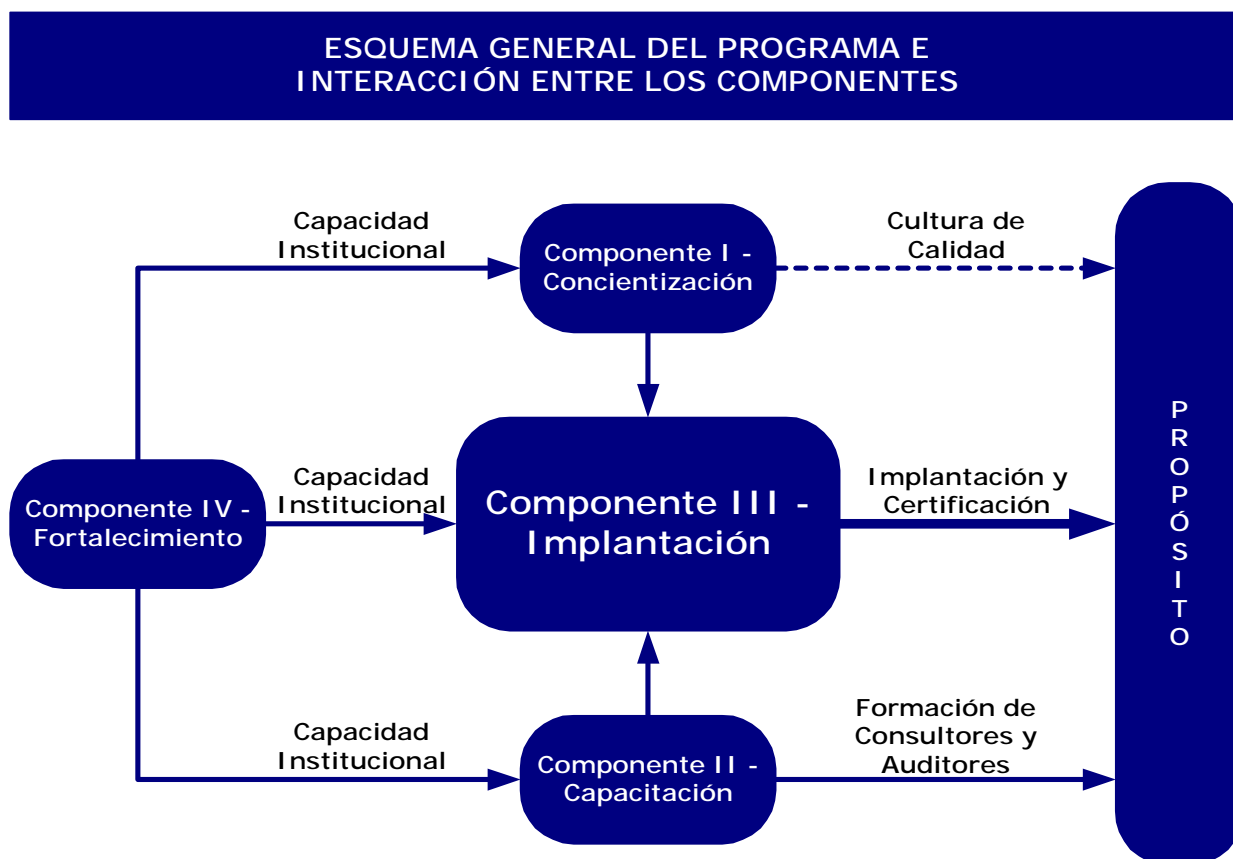 ESQUEMA GENERAL DEL PROGRAMA E
INTERACCIÓN ENTRE LOS COMPONENTES
Capacidad
Institucional
Componente I -
Concientización
Cultura de
Calidad
Componente IV -
Fortalecimiento
Capacidad
Institucional
Componente III -
Implantación
Implantación y
Certificación
Capacidad
Institucional
Componente II -
Capacitación
Formación de
Consultores y
Auditores
P
R
O
P
Ó
S
I
T
O